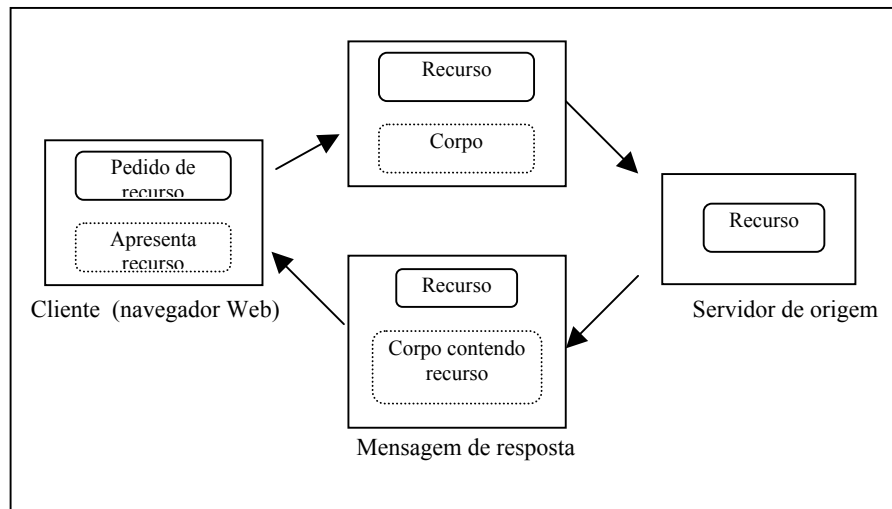 Recurso
Corpo
Pedido de
recurso
Apresenta
recurso
Cliente (navegador Web)
Recurso
Servidor de origem
Recurso
Corpo contendo
recurso
Mensagem de resposta